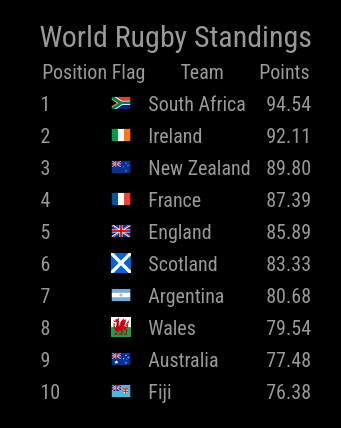 World Rugby Standings
Position Flag Team Points
1 South Africa 94.54
2 Ireland 92.11
3 New Zealand 89.80
4 France 87.39
5 England 85.89
6 Scotland 83.33
7 Argentina 80.68
8 Wales 79.54
9 Australia 77.48
10 Fiji 76.38